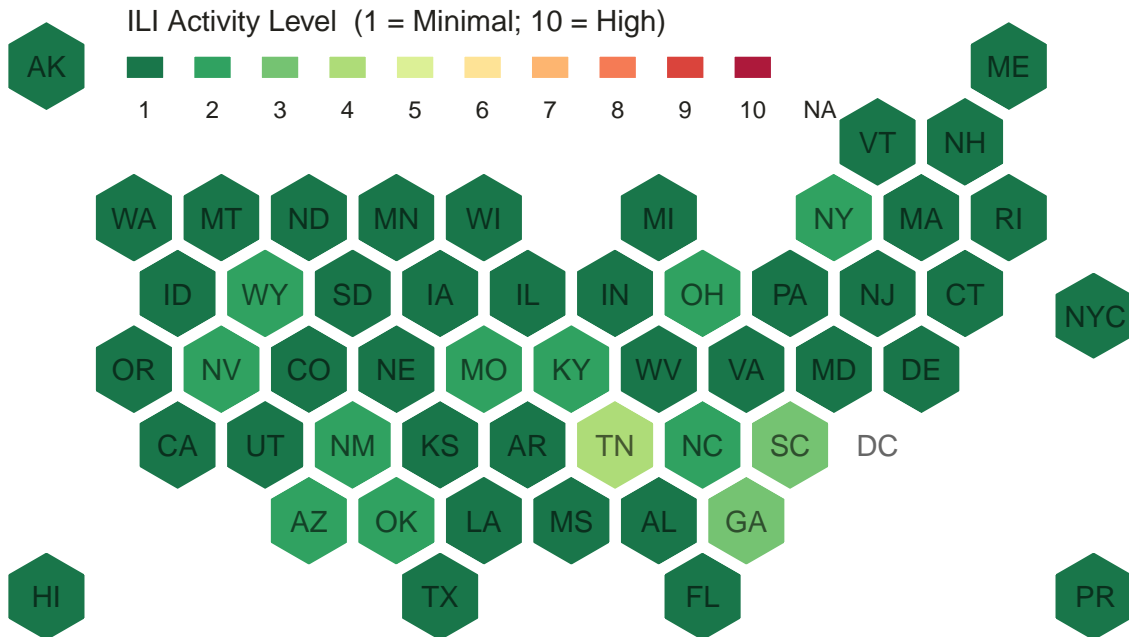 ILI Activity Level (1 = Minimal; 10 = High)
AK
ME
1 2 3 4 5 6 7 8 9 10 NA
VT NH
WA MT ND MN WI MI NY MA RI
ID WY SD IA IL IN OH PA NJ CT
NYC
OR NV CO NE MO KY WV VA MD DE
CA UT NM KS AR TN NC SC DC
AZ OK LA MS AL GA
HI TX FL PR